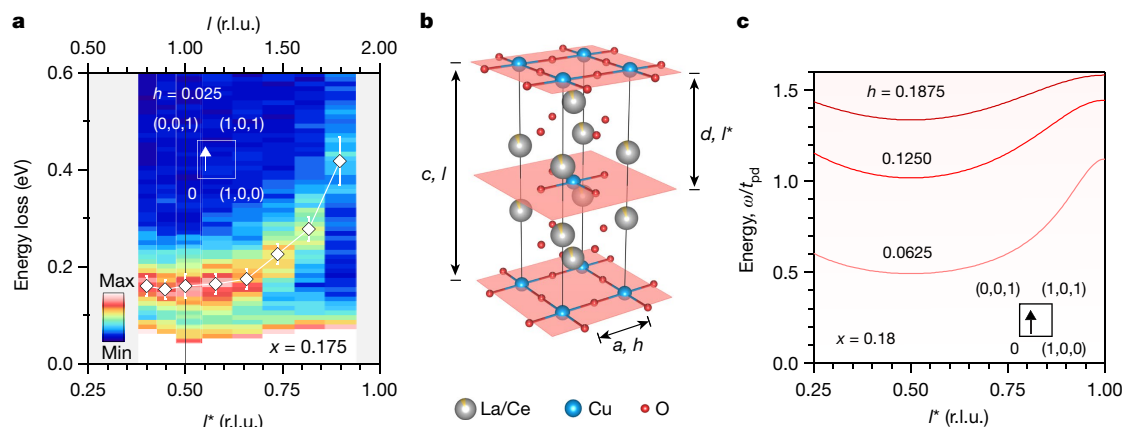 a
l (r.l.u.)
0.50 1.00 1.50 2.00
Energy loss (eV)
0.6
0.4
0.2
0.0
h = 0.025
(0,0,1) (1,0,1)
0 (1,0,0)
Max
Min
x = 0.175
0.25 0.50 0.75 1.00
l* (r.l.u.)
b
c, l
d, l*
a, h
La/Ce Cu O
c
Energy, ω/tpd
1.5
1.0
0.5
0.0
h = 0.1875
0.1250
0.0625
(0,0,1) (1,0,1)
0 (1,0,0)
x = 0.18
0.25 0.50 0.75 1.00
l* (r.l.u.)